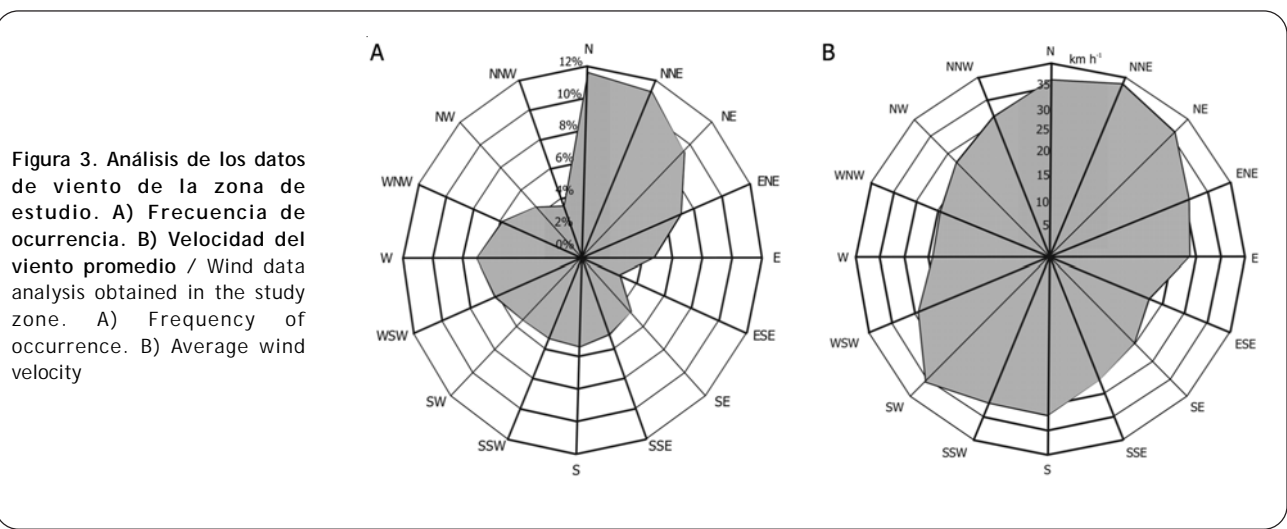 Figura 3. Análisis de los datos
de viento de la zona de
estudio. A) Frecuencia de
ocurrencia. B) Velocidad del
viento promedio / Wind data
analysis obtained in the study
zone. A) Frequency of
occurrence. B) Average wind
velocity
A
N
NNE
NE
ENE
E
ESE
SE
SSE
S
SSW
SW
WSW
W
WNW
NW
NNW
12%
10%
8%
6%
4%
2%
0%
B
N
km h⁻¹
NNE
NE
ENE
E
ESE
SE
SSE
S
SSW
SW
WSW
W
WNW
NW
NNW
35
30
25
20
15
10
5